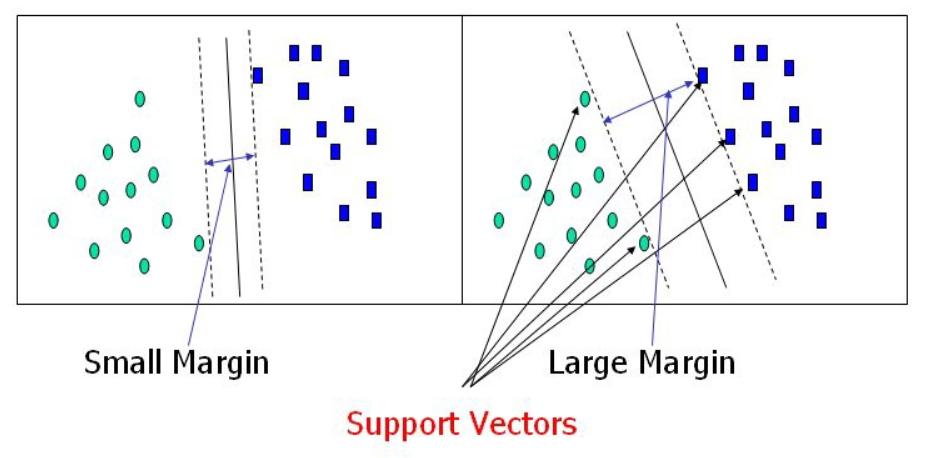 Small Margin
Large Margin
Support Vectors